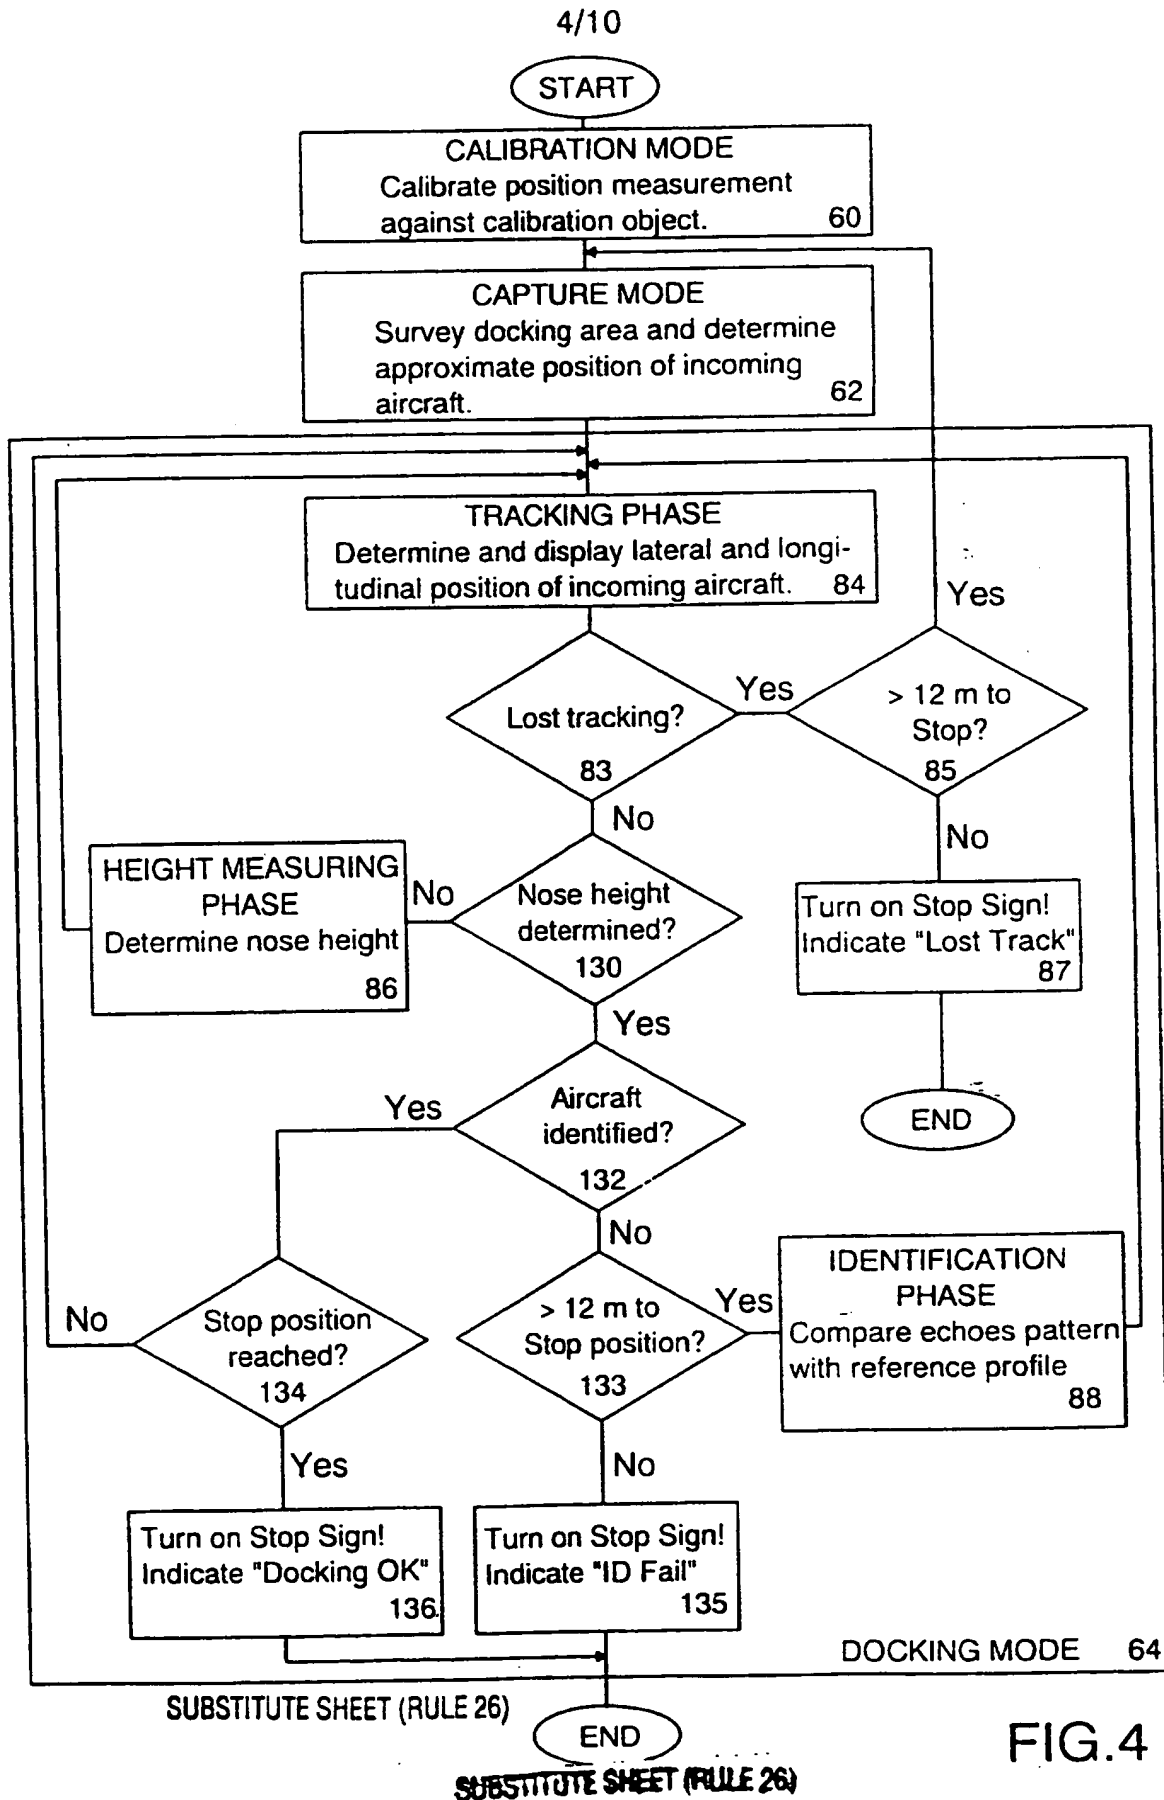 4/10
START
CALIBRATION MODE
Calibrate position measurement
against calibration object.
60
CAPTURE MODE
Survey docking area and determine
approximate position of incoming
aircraft.
62
TRACKING PHASE
Determine and display lateral and longi-
tudinal position of incoming aircraft.
84
Yes
Lost tracking?
83
Yes
> 12 m to
Stop?
85
No
No
HEIGHT MEASURING
PHASE
Determine nose height
86
No
Nose height
determined?
130
Turn on Stop Sign!
Indicate "Lost Track"
87
Yes
END
Yes
Aircraft
identified?
132
No
IDENTIFICATION
PHASE
Compare echoes pattern
with reference profile
88
No
Stop position
reached?
134
> 12 m to
Stop position?
133
Yes
Yes
No
Turn on Stop Sign!
Indicate "Docking OK"
136
Turn on Stop Sign!
Indicate "ID Fail"
135
DOCKING MODE 64
SUBSTITUTE SHEET (RULE 26)
END
FIG.4
SUBSTITUTE SHEET (RULE 26)